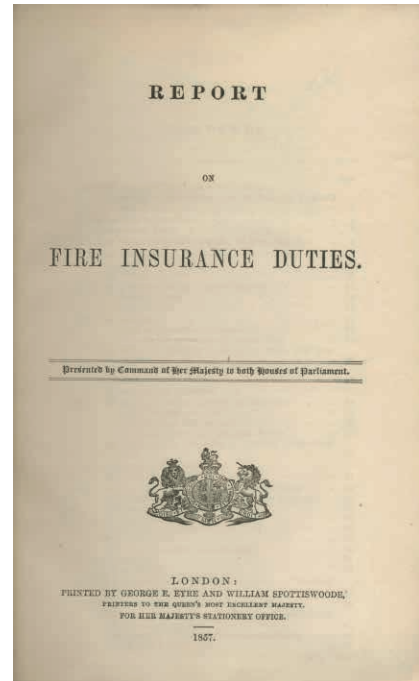 REPORT
ON
FIRE INSURANCE DUTIES.
Presented by Command of Her Majesty to both Houses of Parliament.
LONDON:
PRINTED BY GEORGE E. EYRE AND WILLIAM SPOTTISWOODE,
PRINTERS TO THE QUEEN'S MOST EXCELLENT MAJESTY.
FOR HER MAJESTY'S STATIONERY OFFICE.
1857.